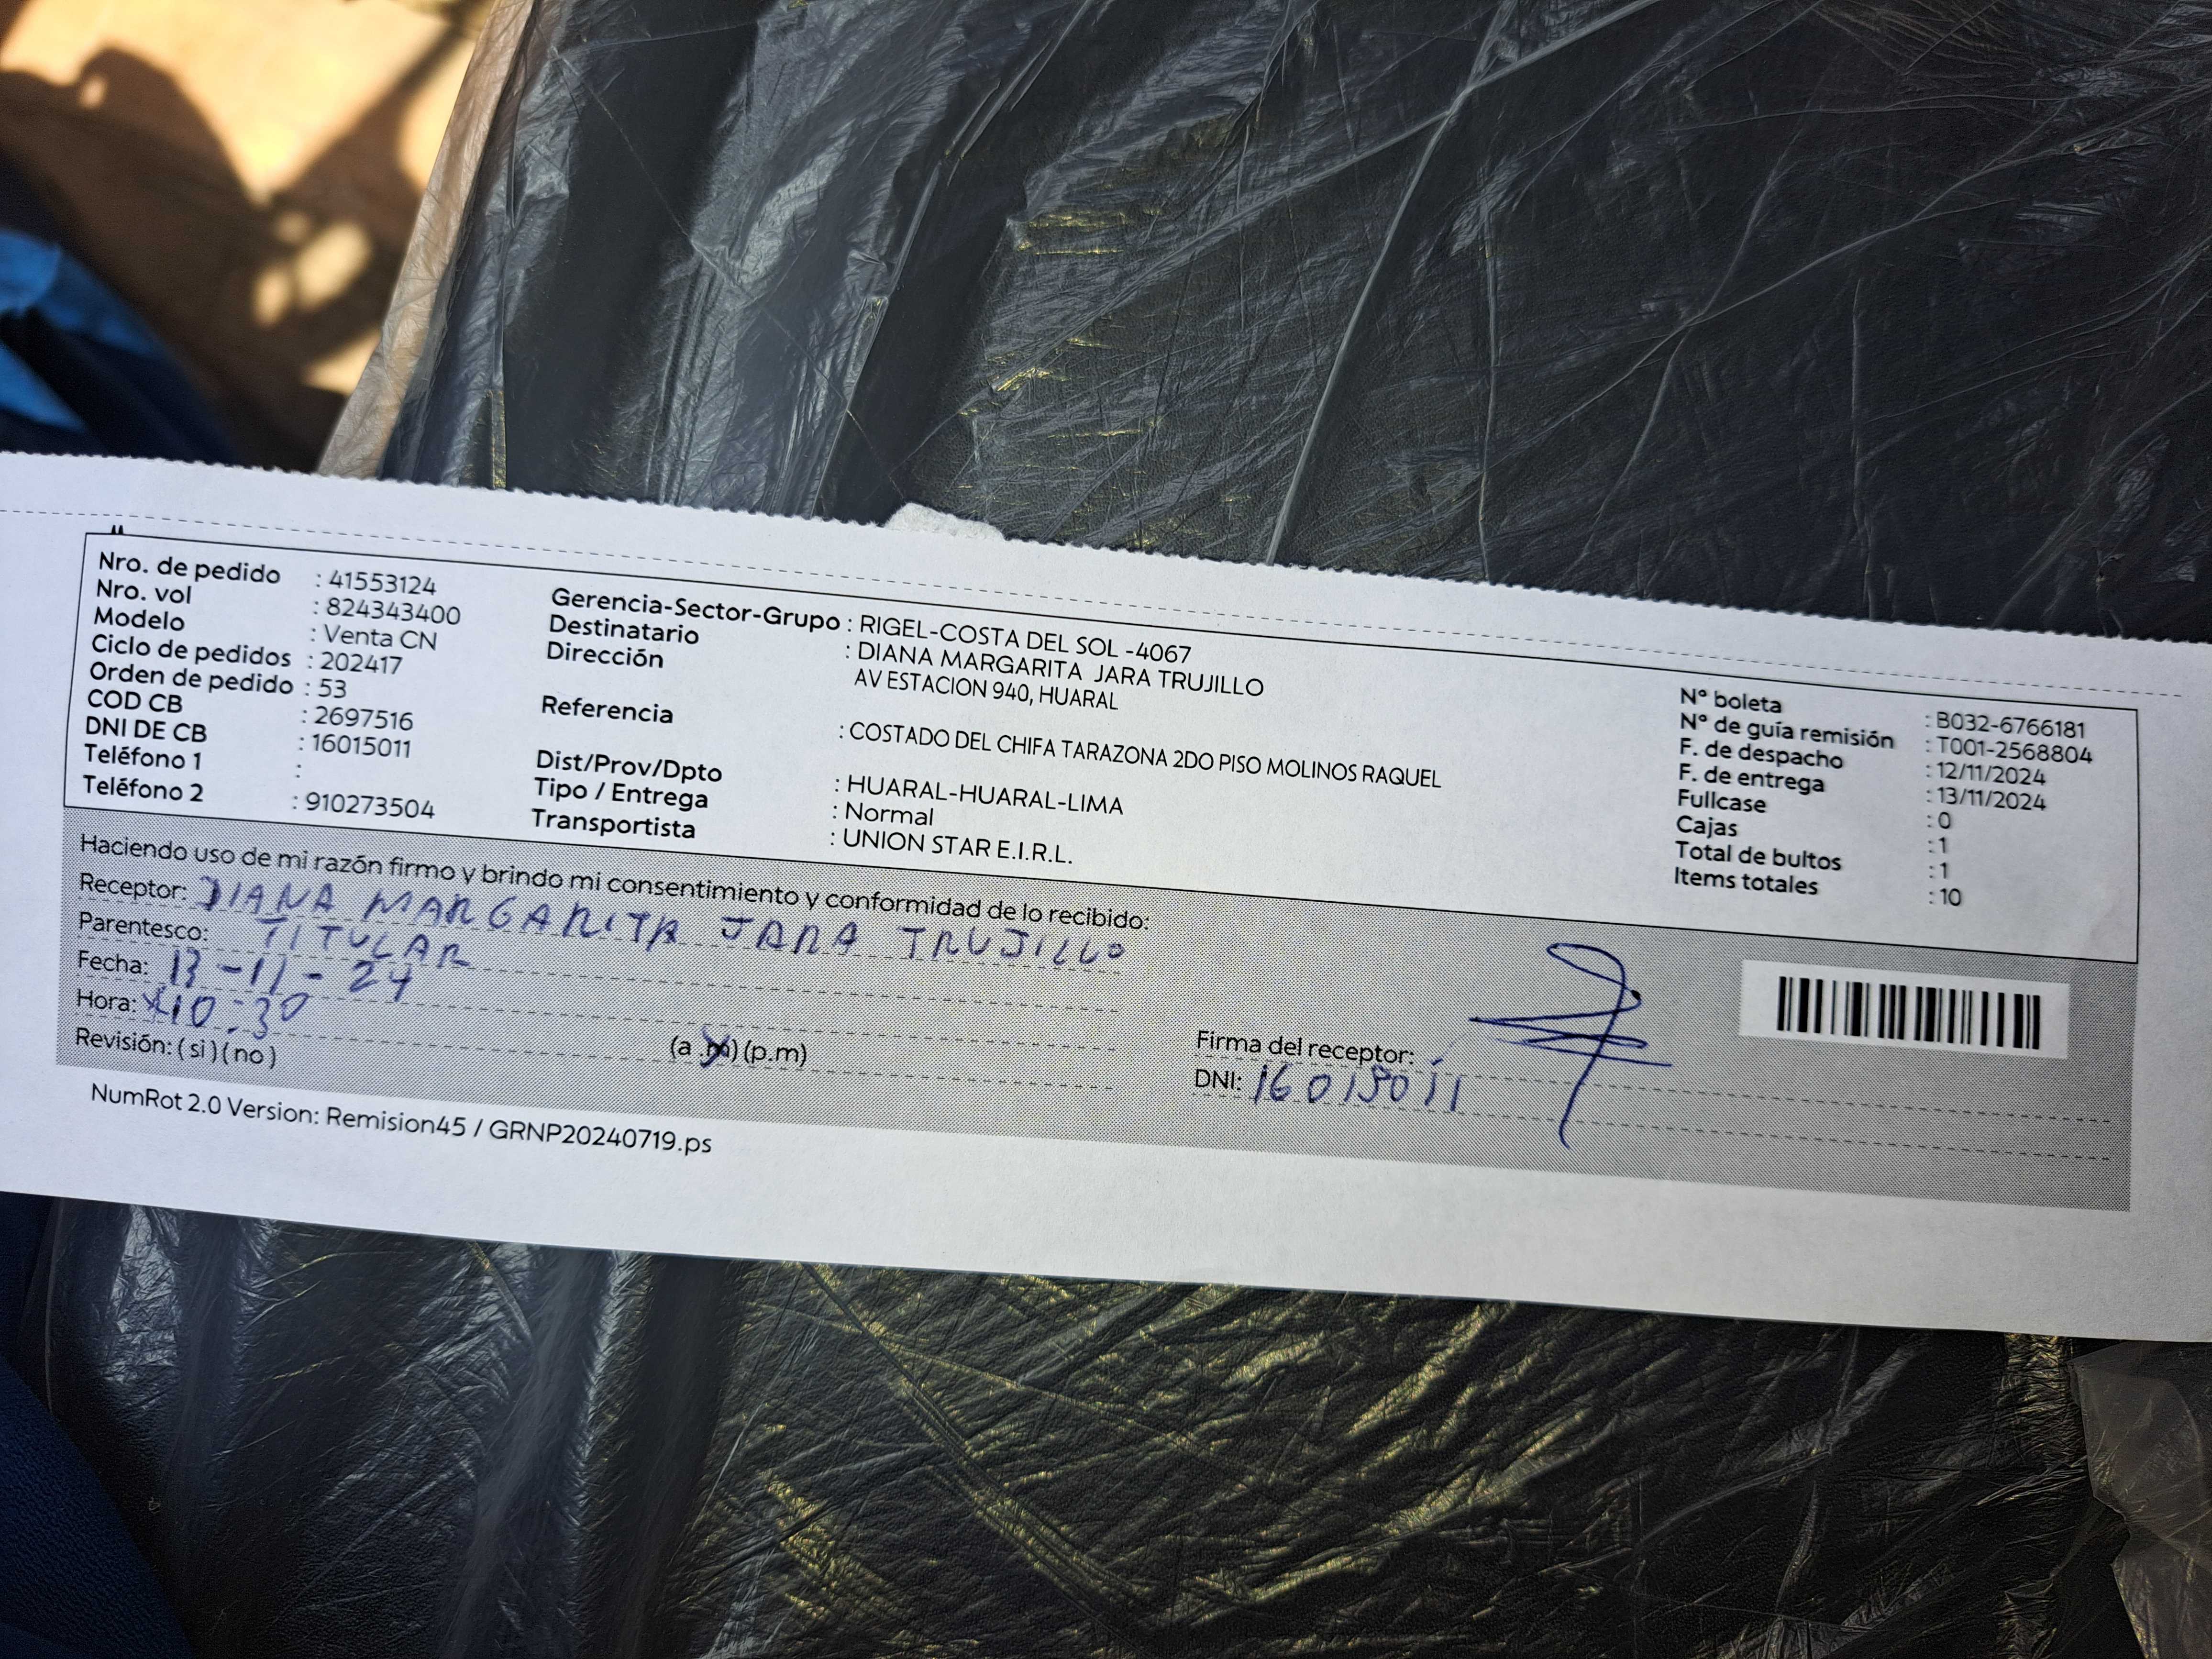 Nro. de pedido : 41553124
Nro. vol : 824343400
Modelo : Venta CN
Ciclo de pedidos : 202417
Orden de pedido : 53
COD CB : 2697516
DNI DE CB : 16015011
Teléfono 1 :
Teléfono 2 : 910273504
Gerencia-Sector-Grupo : RIGEL-COSTA DEL SOL -4067
Destinatario : DIANA MARGARITA JARA TRUJILLO
Dirección AV ESTACION 940, HUARAL
Referencia : COSTADO DEL CHIFA TARAZONA 2DO PISO MOLINOS RAQUEL
Dist/Prov/Dpto : HUARAL-HUARAL-LIMA
Tipo / Entrega : Normal
Transportista : UNION STAR E.I.R.L.
N° boleta : B032-6766181
N° de guía remisión : T001-2568804
F. de despacho : 12/11/2024
F. de entrega : 13/11/2024
Fullcase : 0
Cajas : 1
Total de bultos : 1
Items totales : 10
Haciendo uso de mi razón firmo y brindo mi consentimiento y conformidad de lo recibido:
Receptor: DIANA MARGARITA JARA TRUJILLO
Parentesco: TITULAR
Fecha: 13-11-24
Hora: 10:30 (a.m) (p.m)
Revisión: ( si ) ( no )
Firma del receptor:
DNI: 16015011
NumRot 2.0 Version: Remision45 / GRNP20240719.ps